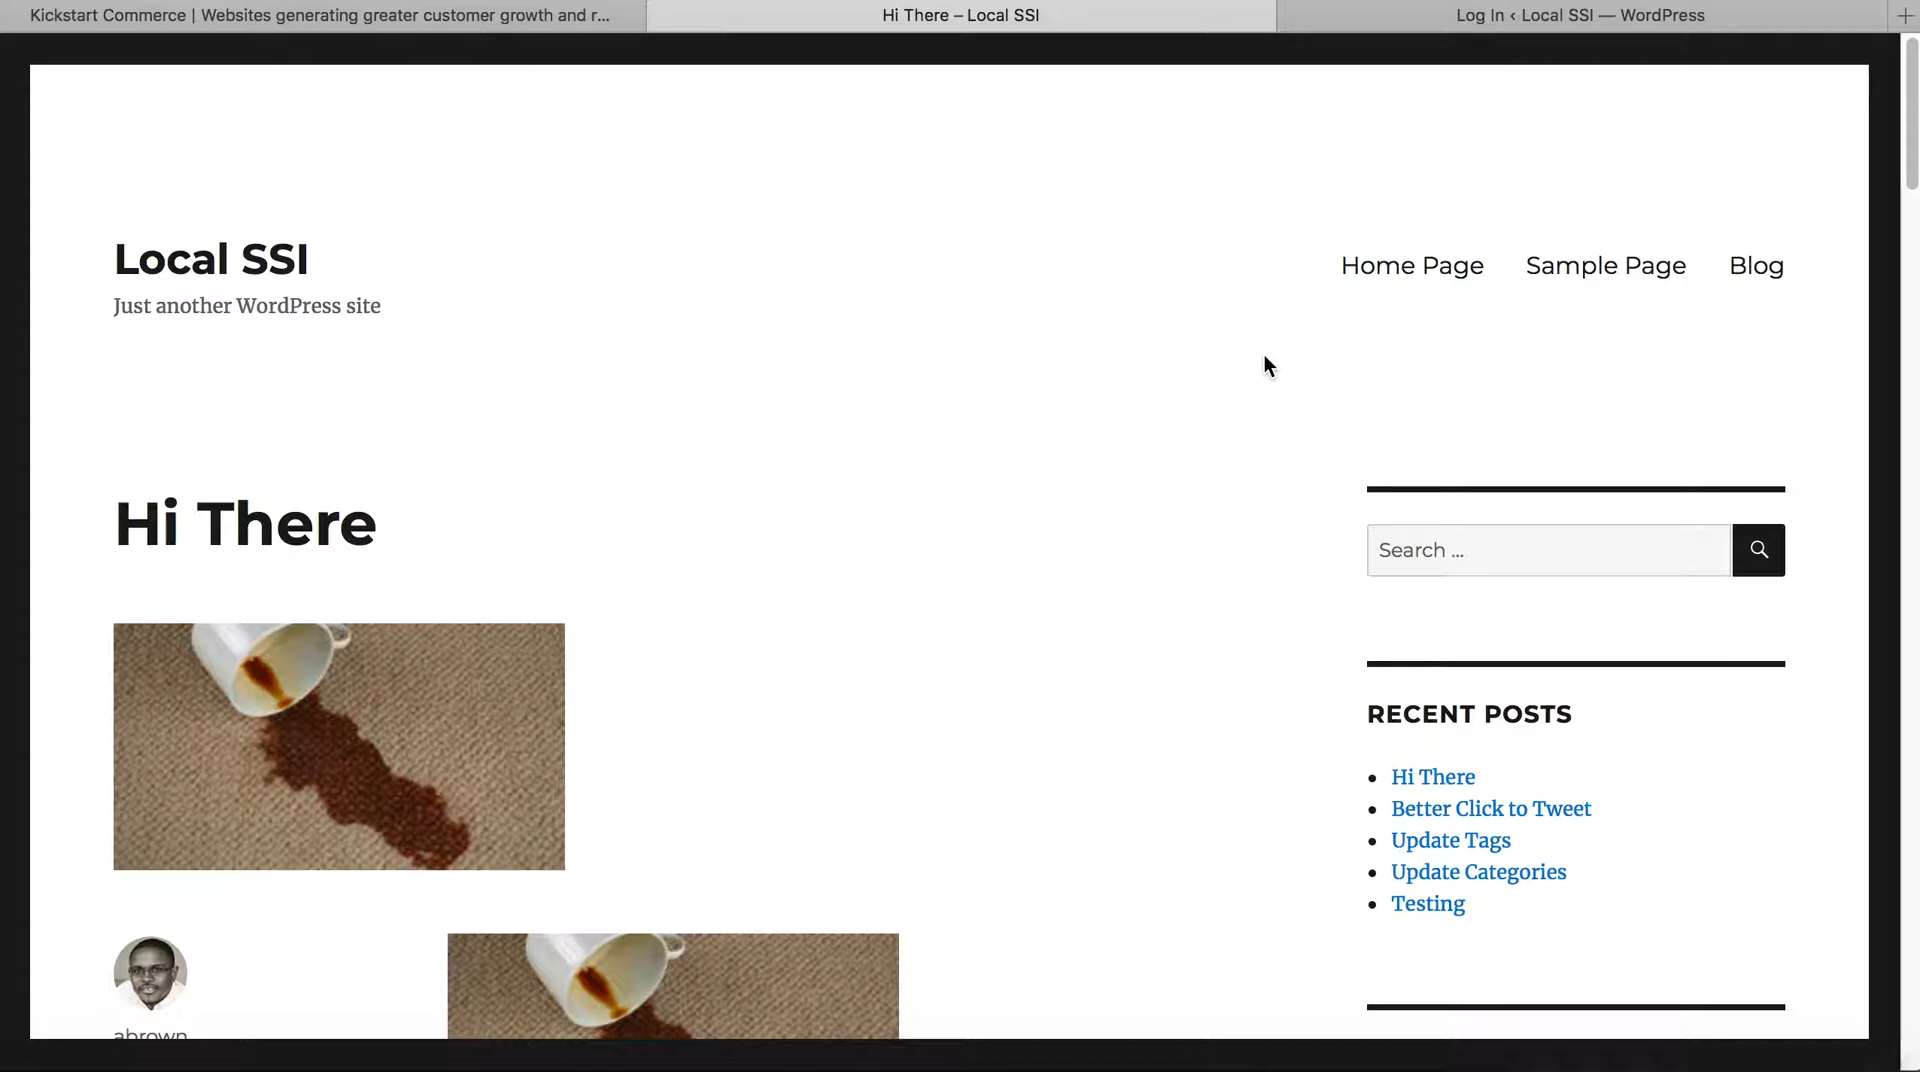 Kickstart Commerce | Websites generating greater customer growth and r...
Hi There – Local SSI
Log In ‹ Local SSI — WordPress
Local SSI
Just another WordPress site
Home Page
Sample Page
Blog
Hi There
Search ...
RECENT POSTS
Hi There
Better Click to Tweet
Update Tags
Update Categories
Testing
abrown